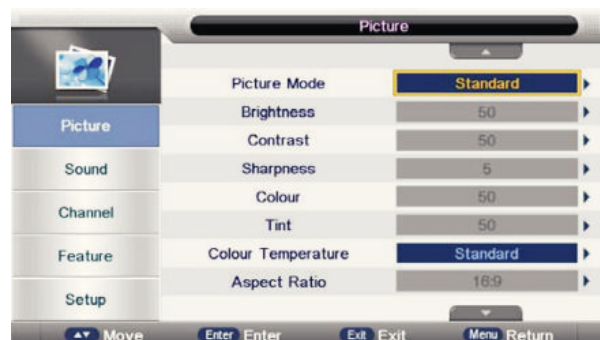 Picture
Picture
Sound
Channel
Feature
Setup
Picture Mode Standard
Brightness 50
Contrast 50
Sharpness 5
Colour 50
Tint 50
Colour Temperature Standard
Aspect Ratio 16:9
Move Enter Enter Exit Exit Menu Return